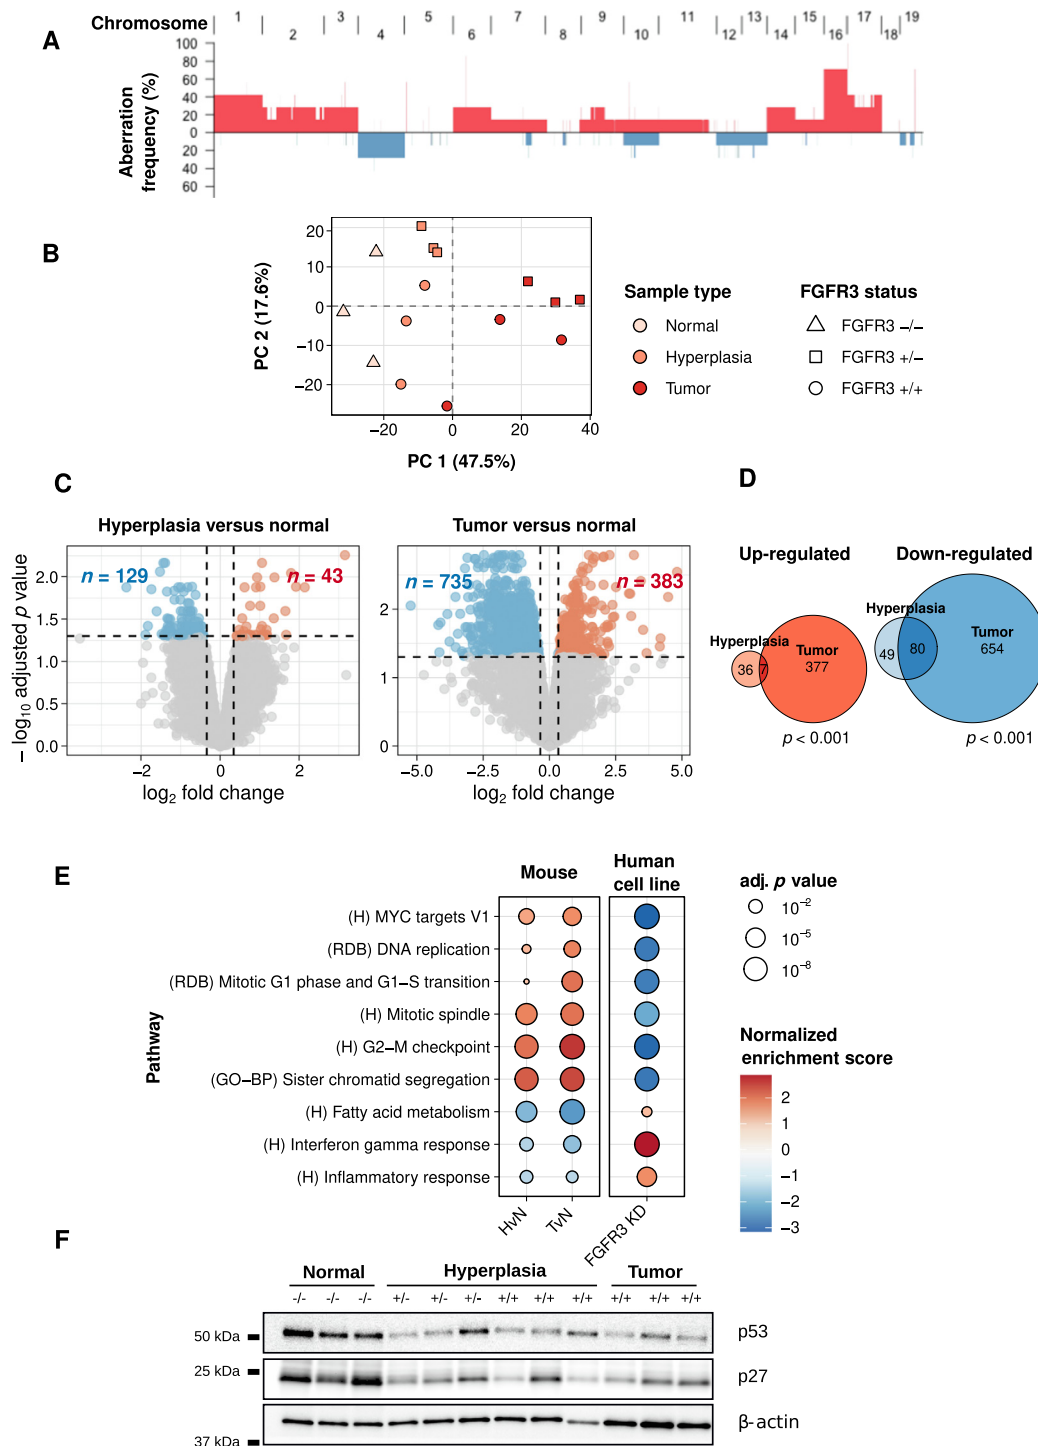 A
Chromosome
1 3 5 7 9 11 14 17 19
2 4 6 8 10 12 13 15 16 18
Aberration
frequency (%)
100
80
60
40
20
0
20
40
60
B
PC 2 (17.6%)
20
10
0
−10
−20
−20 0 20 40
PC 1 (47.5%)
Sample type
Normal
Hyperplasia
Tumor
FGFR3 status
FGFR3 −/−
FGFR3 +/−
FGFR3 +/+
C
Hyperplasia versus normal
n = 129
n = 43
− log10 adjusted p value
2.0
1.5
1.0
0.5
0.0
−2 0 2
log2 fold change
Tumor versus normal
n = 735
n = 383
2
1
0
−5.0 −2.5 0.0 2.5 5.0
log2 fold change
D
Up-regulated
Hyperplasia
36 7
Tumor
377
p < 0.001
Down-regulated
Hyperplasia
49 80
Tumor
654
p < 0.001
E
Mouse
Human
cell line
Pathway
(H) MYC targets V1
(RDB) DNA replication
(RDB) Mitotic G1 phase and G1−S transition
(H) Mitotic spindle
(H) G2−M checkpoint
(GO−BP) Sister chromatid segregation
(H) Fatty acid metabolism
(H) Interferon gamma response
(H) Inflammatory response
HvN
TvN
FGFR3 KD
adj. p value
10−2
10−5
10−8
Normalized
enrichment score
2
1
0
−1
−2
−3
F
Normal Hyperplasia Tumor
-/- -/- -/- +/- +/- +/- +/+ +/+ +/+ +/+ +/+ +/+
50 kDa
p53
25 kDa
p27
β-actin
37 kDa